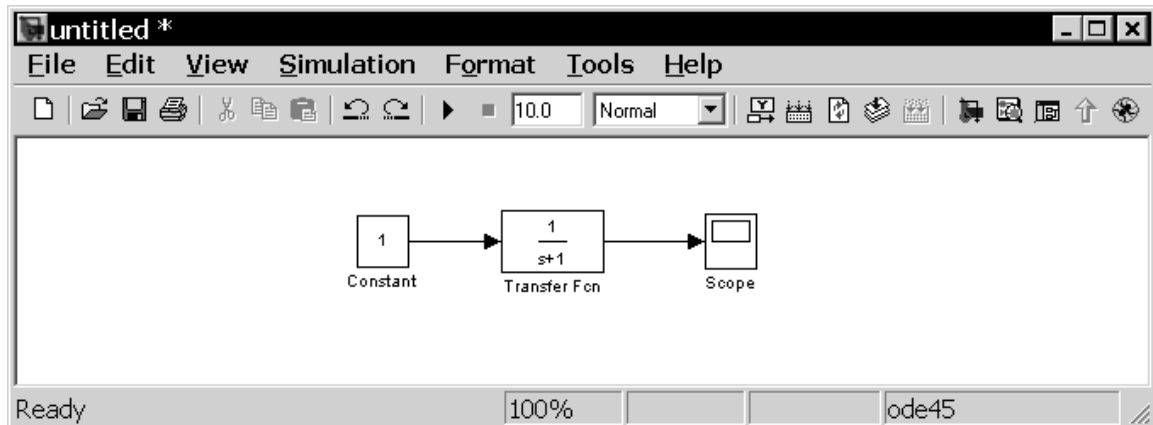 untitled *
File Edit View Simulation Format Tools Help
10.0 Normal
1
1
s+1
Constant
Transfer Fcn
Scope
Ready 100% ode45